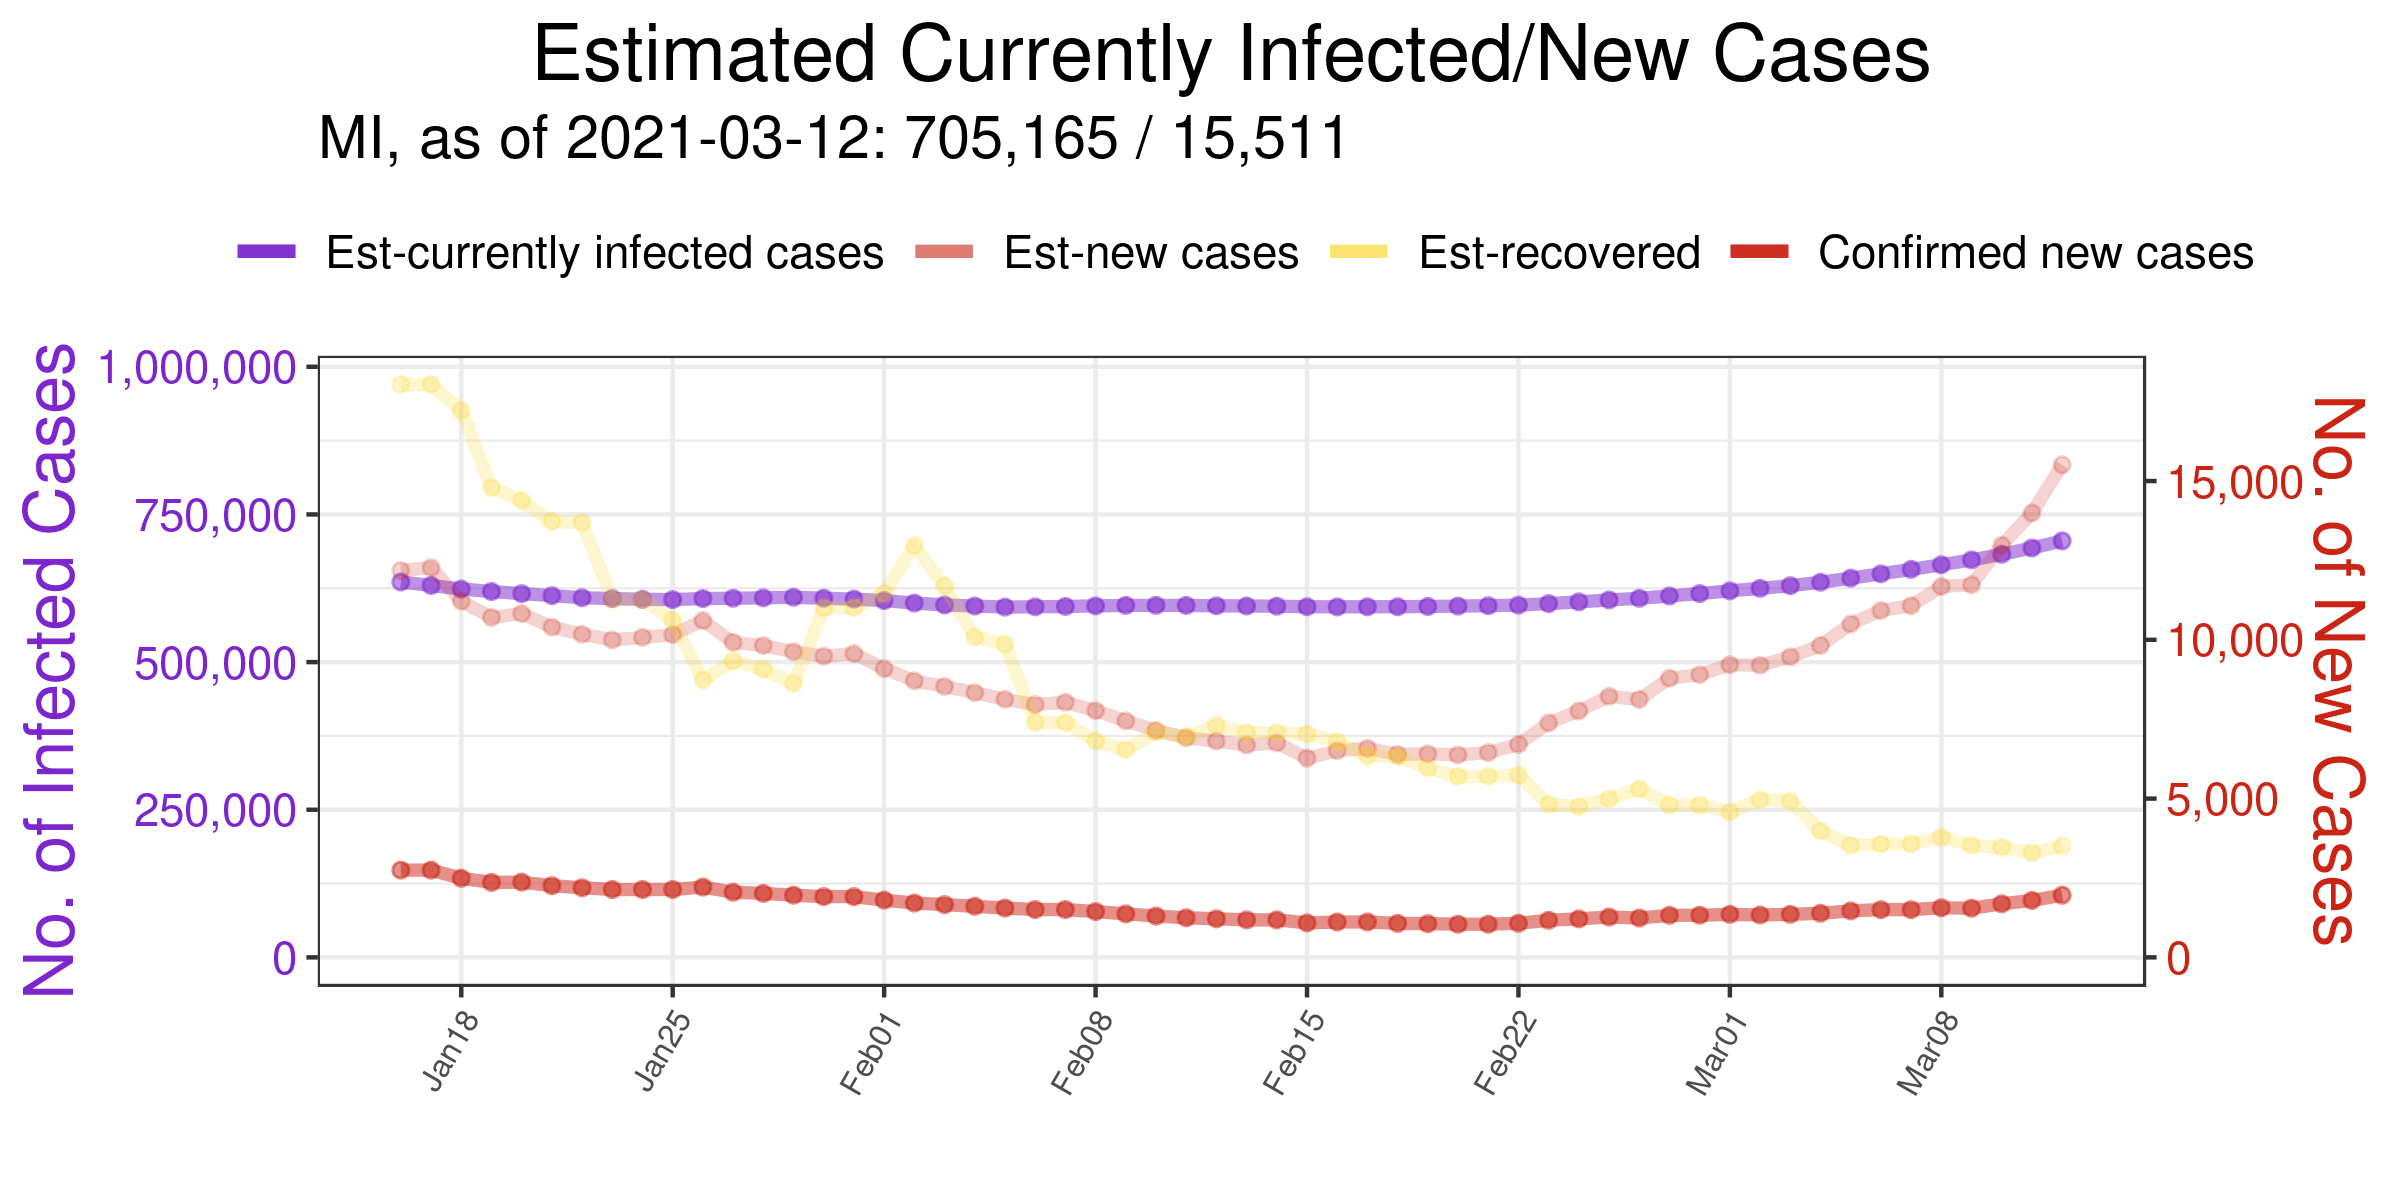 Estimated Currently Infected/New Cases
MI, as of 2021-03-12: 705,165 / 15,511
Est-currently infected cases Est-new cases Est-recovered Confirmed new cases
No. of Infected Cases
1,000,000
750,000
500,000
250,000
0
15,000
10,000
5,000
0
No. of New Cases
Jan18 Jan25 Feb01 Feb08 Feb15 Feb22 Mar01 Mar08